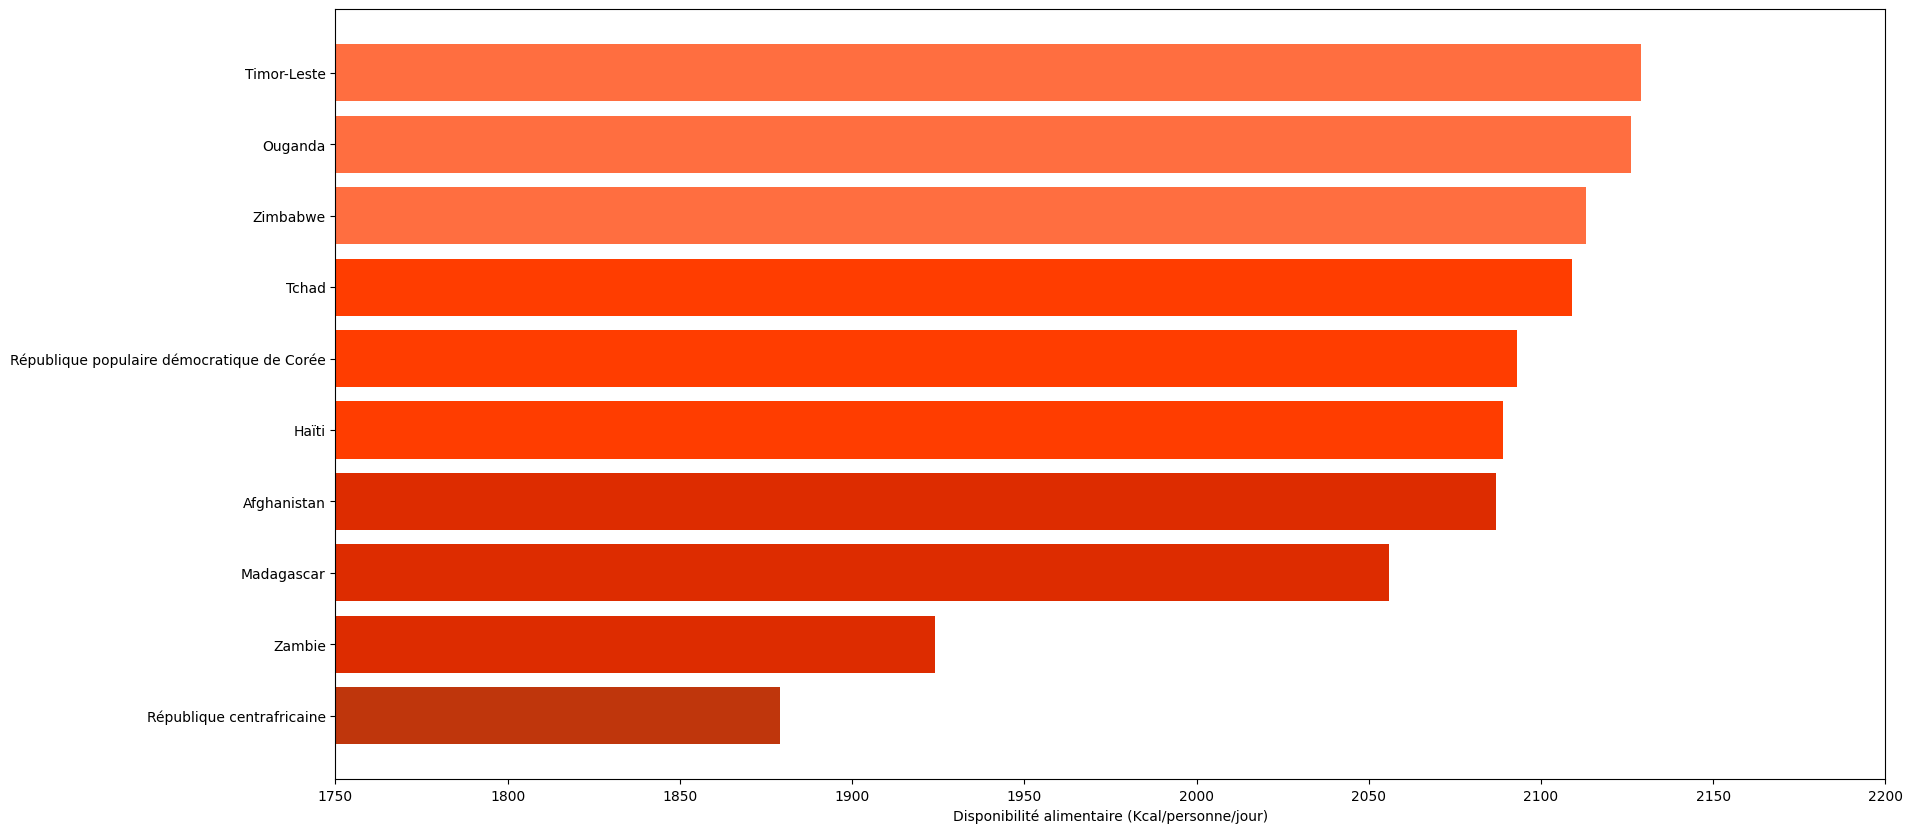 Timor-Leste
Ouganda
Zimbabwe
Tchad
République populaire démocratique de Corée
Haïti
Afghanistan
Madagascar
Zambie
République centrafricaine
1750 1800 1850 1900 1950 2000 2050 2100 2150 2200
Disponibilité alimentaire (Kcal/personne/jour)